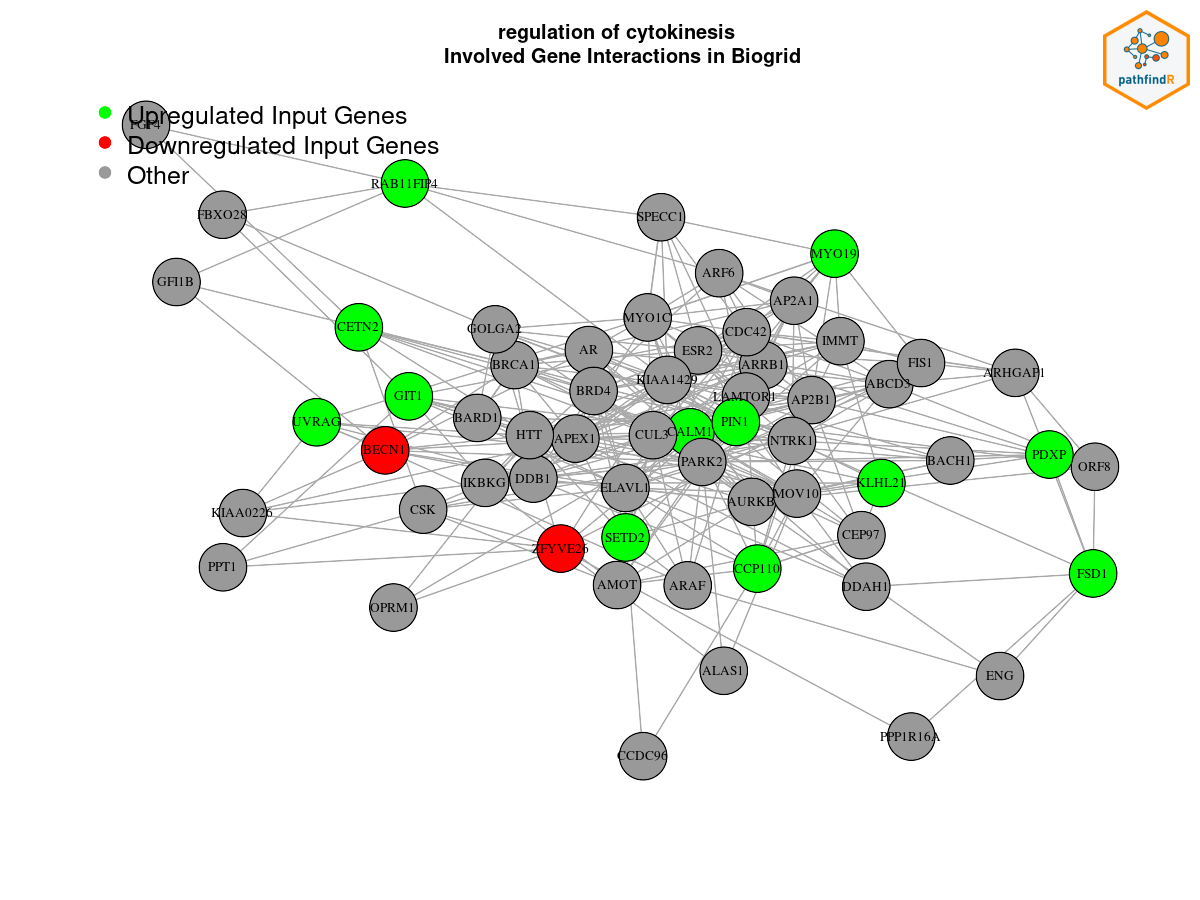 regulation of cytokinesis
Involved Gene Interactions in Biogrid
pathfindR
Upregulated Input Genes
Downregulated Input Genes
Other
FGF4
RAB11FIP4
FBXO28
SPECC1
MYO19
ARF6
GFI1B
AP2A1
MYO1C
CETN2
GOLGA2
CDC42
IMMT
AR
ESR2
FIS1
BRCA1
ARRB1
ARHGAP1
KIAA1429
ABCD3
BRD4
GIT1
LAMTOR1
AP2B1
BARD1
UVRAG
PIN1
CALM1
HTT
APEX1
CUL3
NTRK1
BECN1
PDXP
BACH1
PARK2
ORF8
IKBKG
DDB1
KLHL21
ELAVL1
MOV10
AURKB
CSK
KIAA0226
CEP97
SETD2
ZFYVE26
PPT1
CCP110
FSD1
AMOT
ARAF
DDAH1
OPRM1
ALAS1
ENG
PPP1R16A
CCDC96